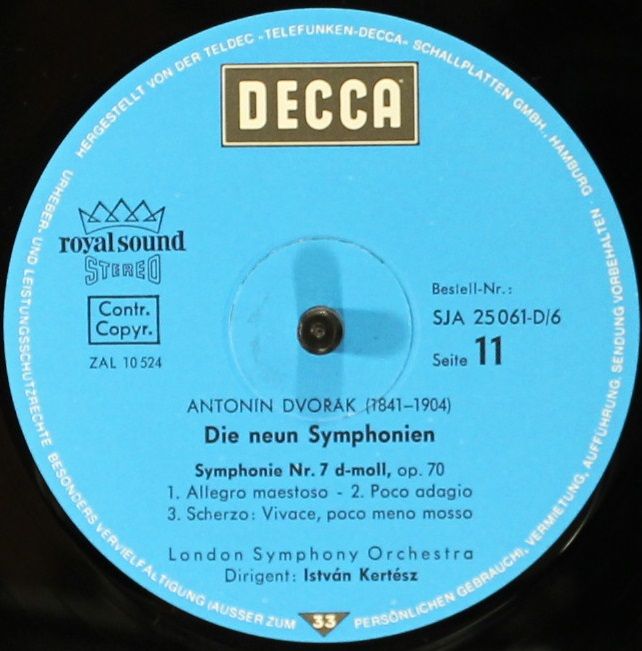 HERGESTELLT VON DER TELDEC »TELEFUNKEN-DECCA« SCHALLPLATTEN GMBH., HAMBURG · URHEBER- UND LEISTUNGSSCHUTZRECHTE BESONDERS VERVIELFÄLTIGUNG (AUSSER ZUM PERSÖNLICHEN GEBRAUCH), VERMIETUNG, AUFFÜHRUNG, SENDUNG VORBEHALTEN ·
DECCA
royal sound
STEREO
Contr.
Copyr.
ZAL 10 524
Bestell-Nr.:
SJA 25 061-D/6
Seite 11
ANTONÍN DVOŘÁK (1841–1904)
Die neun Symphonien
Symphonie Nr. 7 d-moll, op. 70
1. Allegro maestoso - 2. Poco adagio
3. Scherzo: Vivace, poco meno mosso
London Symphony Orchestra
Dirigent: István Kertész
33